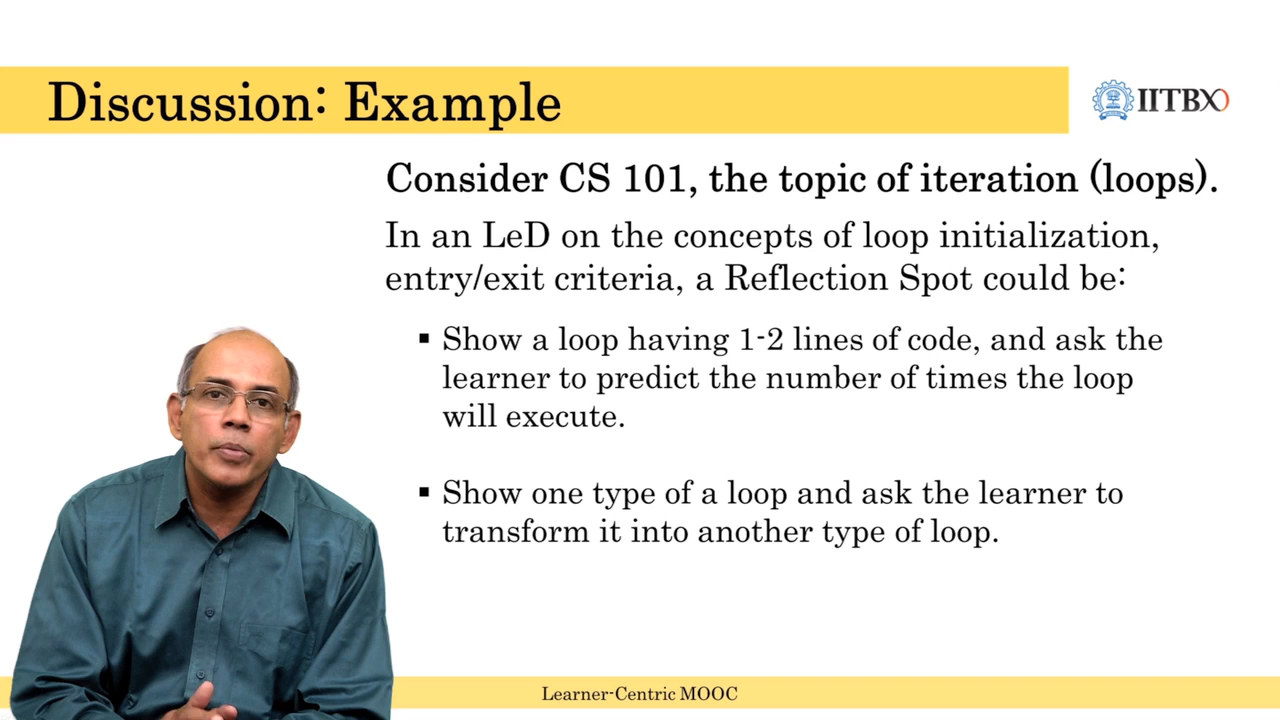 Discussion: Example
IITBX
Consider CS 101, the topic of iteration (loops).
In an LeD on the concepts of loop initialization,
entry/exit criteria, a Reflection Spot could be:
▪ Show a loop having 1-2 lines of code, and ask the
learner to predict the number of times the loop
will execute.
▪ Show one type of a loop and ask the learner to
transform it into another type of loop.
Learner-Centric MOOC